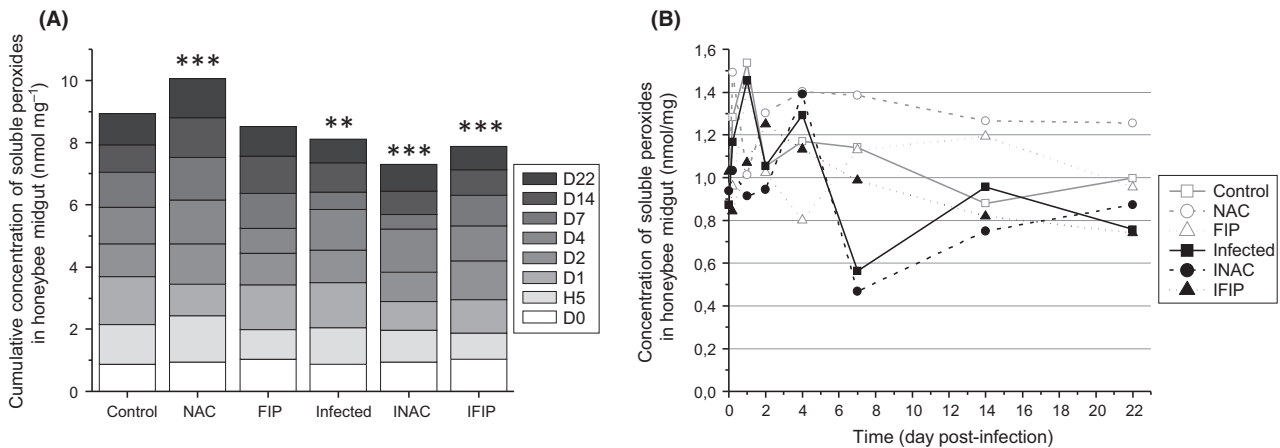 (A)
Cumulative concentration of soluble peroxides
in honeybee midgut (nmol mg⁻¹)
10
8
6
4
2
0
***
**
***
***
Control NAC FIP Infected INAC IFIP
D22
D14
D7
D4
D2
D1
H5
D0
(B)
Concentration of soluble peroxides
in honeybee midgut (nmol/mg)
1,6
1,4
1,2
1,0
0,8
0,6
0,4
0,2
0,0
0 2 4 6 8 10 12 14 16 18 20 22
Time (day post-infection)
Control
NAC
FIP
Infected
INAC
IFIP